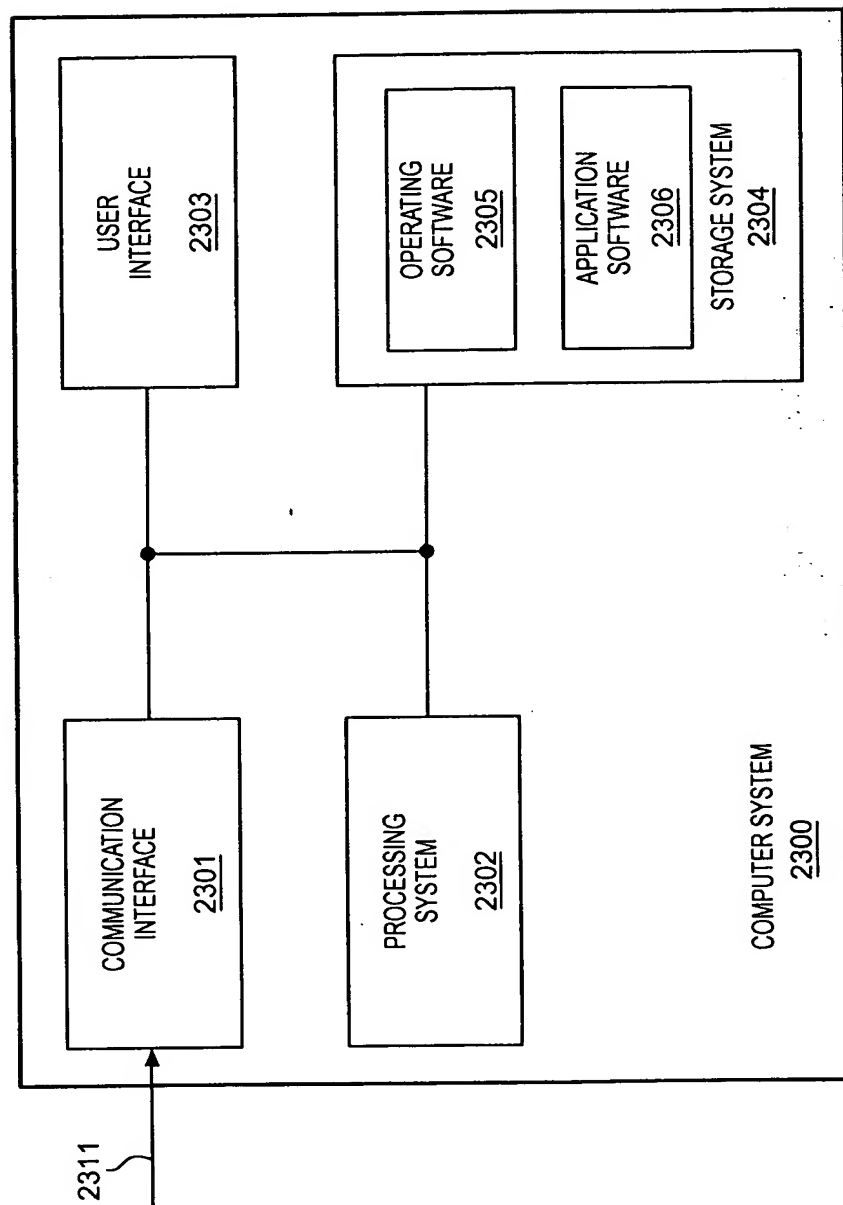 2311
COMMUNICATION
INTERFACE
2301
USER
INTERFACE
2303
PROCESSING
SYSTEM
2302
OPERATING
SOFTWARE
2305
APPLICATION
SOFTWARE
2306
STORAGE SYSTEM
2304
COMPUTER SYSTEM
2300